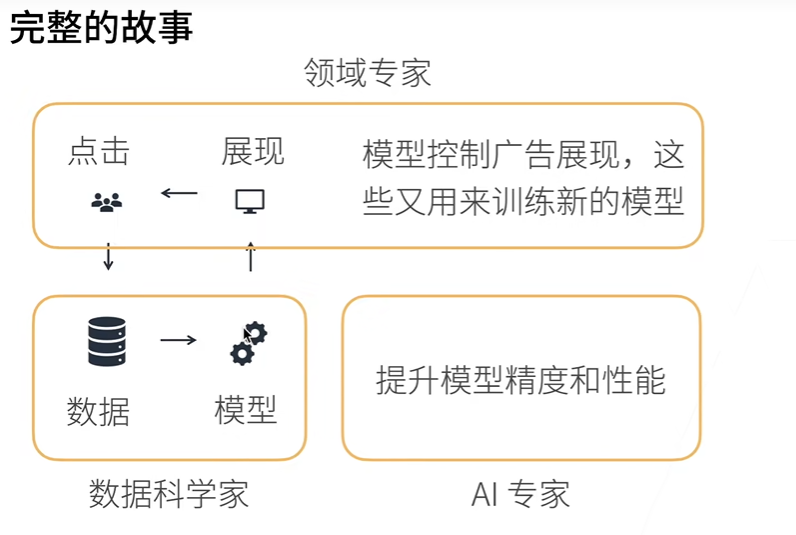 完整的故事
领域专家
点击
展现
模型控制广告展现，这
些又用来训练新的模型
数据
模型
提升模型精度和性能
数据科学家
AI 专家